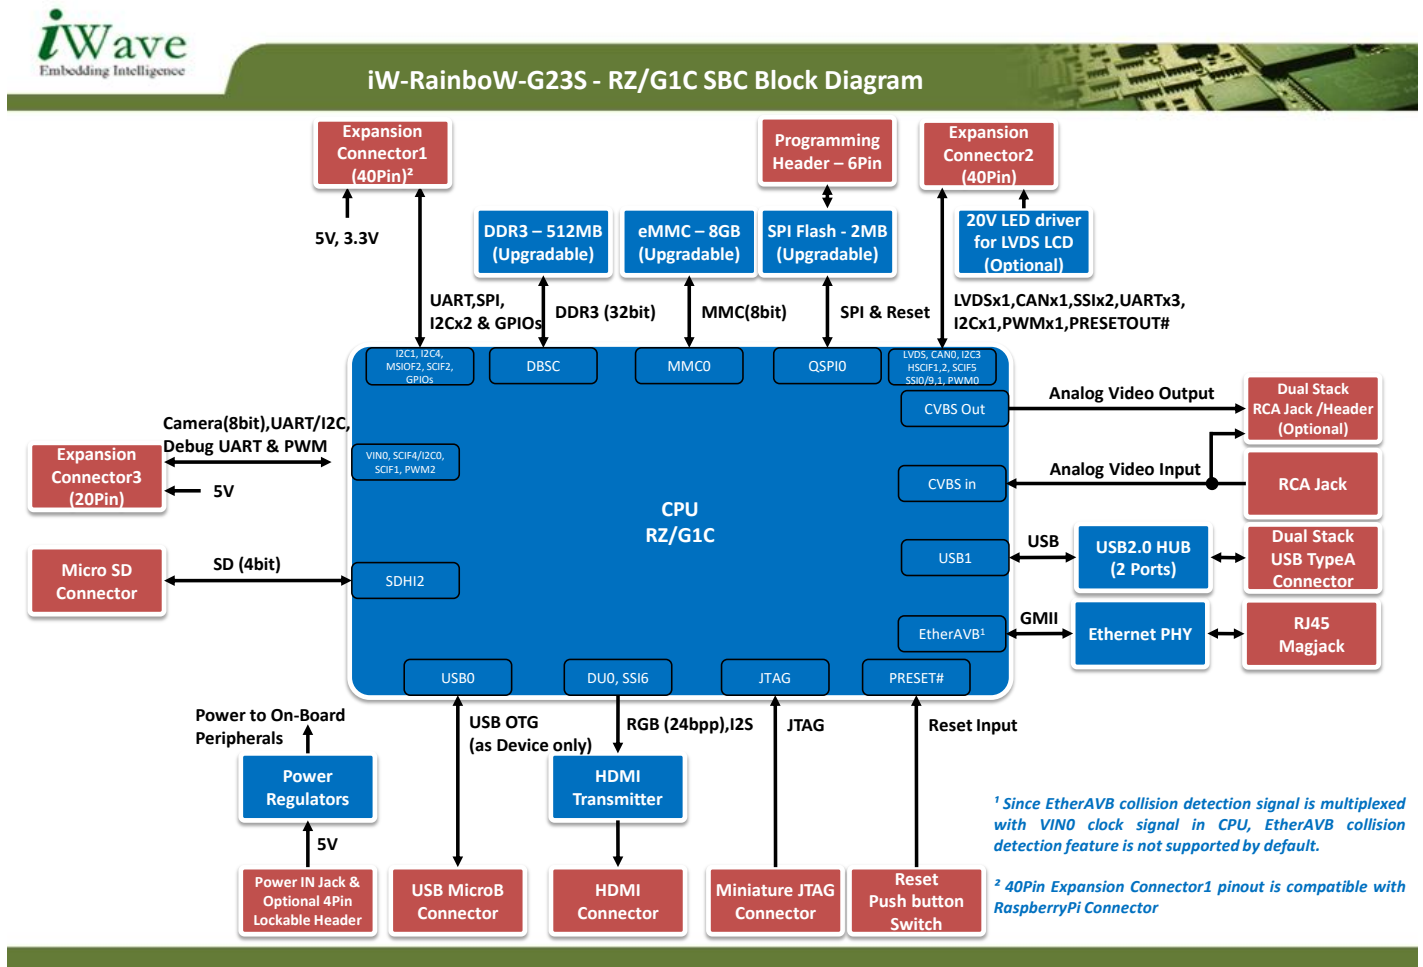 iWave
Embedding Intelligence
iW-RainboW-G23S - RZ/G1C SBC Block Diagram
Expansion
Connector1
(40Pin)²
Programming
Header – 6Pin
Expansion
Connector2
(40Pin)
5V, 3.3V
DDR3 – 512MB
(Upgradable)
eMMC – 8GB
(Upgradable)
SPI Flash - 2MB
(Upgradable)
20V LED driver
for LVDS LCD
(Optional)
UART,SPI,
I2Cx2 & GPIOs
DDR3 (32bit)
MMC(8bit)
SPI & Reset
LVDSx1,CANx1,SSIx2,UARTx3,
I2Cx1,PWMx1,PRESETOUT#
I2C1, I2C4,
MSIOF2, SCIF2,
GPIOs
DBSC
MMC0
QSPI0
LVDS, CAN0, I2C3
HSCIF1,2, SCIF5
SSI0/9,1, PWM0
CVBS Out
Analog Video Output
Dual Stack
RCA Jack /Header
(Optional)
Camera(8bit),UART/I2C,
Debug UART & PWM
Expansion
Connector3
(20Pin)
5V
VIN0, SCIF4/I2C0,
SCIF1, PWM2
CVBS in
Analog Video Input
RCA Jack
CPU
RZ/G1C
USB1
USB
USB2.0 HUB
(2 Ports)
Dual Stack
USB TypeA
Connector
Micro SD
Connector
SD (4bit)
SDHI2
EtherAVB¹
GMII
Ethernet PHY
RJ45
Magjack
USB0
DU0, SSI6
JTAG
PRESET#
Power to On-Board
Peripherals
USB OTG
(as Device only)
RGB (24bpp),I2S
JTAG
Reset Input
Power
Regulators
HDMI
Transmitter
5V
Power IN Jack &
Optional 4Pin
Lockable Header
USB MicroB
Connector
HDMI
Connector
Miniature JTAG
Connector
Reset
Push button
Switch
¹ Since EtherAVB collision detection signal is multiplexed
with VIN0 clock signal in CPU, EtherAVB collision
detection feature is not supported by default.
² 40Pin Expansion Connector1 pinout is compatible with
RaspberryPi Connector